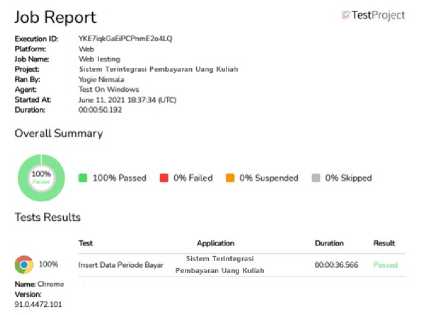 Job Report
TestProject
Execution ID:
Platform: Web
Job Name: Web Testing
Project: Sistem Terintegrasi Pembayaran Uang Kuliah
Ran By: Yogie Nirmala
Agent: Test On Windows
Started At: June 11, 2021 18:37:34 (UTC)
Duration: 00:00:50.192
Overall Summary
100%
Passed
100% Passed 0% Failed 0% Suspended 0% Skipped
Tests Results
Test Application Duration Result
100% Insert Data Periode Bayar Sistem Terintegrasi 00:00:36.566 Passed
Pembayaran Uang Kuliah
Name: Chrome
Version:
91.0.4472.101